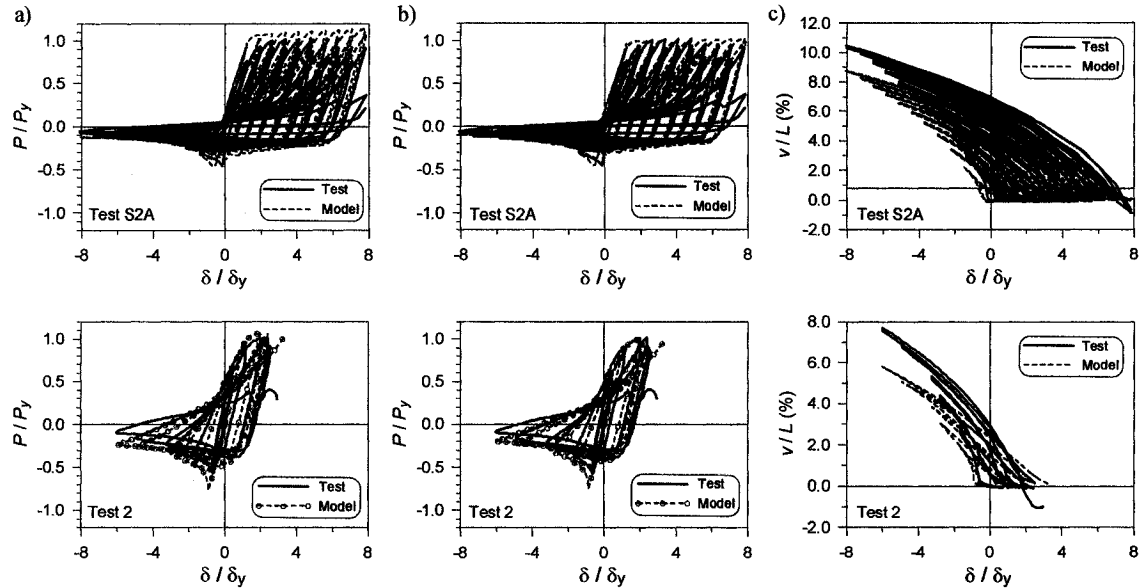 a)
1.0
0.5
0.0
-0.5
-1.0
P / Py
Test
Model
Test S2A
-8 -4 0 4 8
δ / δy
b)
1.0
0.5
0.0
-0.5
-1.0
P / Py
Test
Model
Test S2A
-8 -4 0 4 8
δ / δy
c)
12.0
10.0
8.0
6.0
4.0
2.0
0.0
-2.0
v / L (%)
Test
Model
Test S2A
-8 -4 0 4 8
δ / δy
1.0
0.5
0.0
-0.5
-1.0
P / Py
Test
Model
Test 2
-8 -4 0 4 8
δ / δy
1.0
0.5
0.0
-0.5
-1.0
P / Py
Test
Model
Test 2
-8 -4 0 4 8
δ / δy
8.0
6.0
4.0
2.0
0.0
-2.0
v / L (%)
Test
Model
Test 2
-8 -4 0 4 8
δ / δy